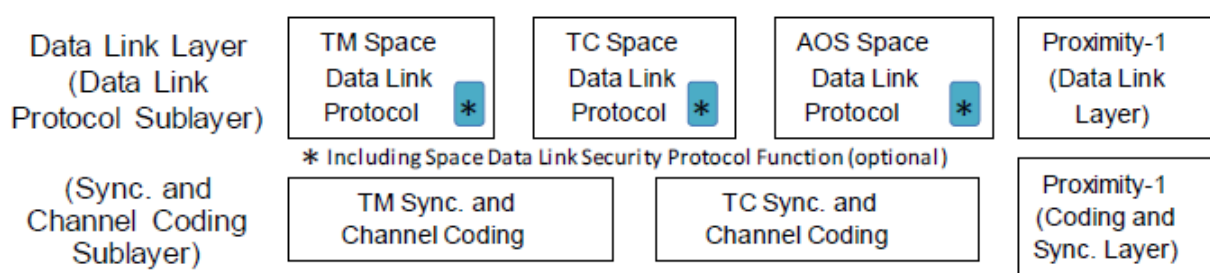 Data Link Layer
(Data Link
Protocol Sublayer)
TM Space
Data Link
Protocol *
TC Space
Data Link
Protocol *
AOS Space
Data Link
Protocol *
Proximity-1
(Data Link
Layer)
* Including Space Data Link Security Protocol Function (optional)
(Sync. and
Channel Coding
Sublayer)
TM Sync. and
Channel Coding
TC Sync. and
Channel Coding
Proximity-1
(Coding and
Sync. Layer)